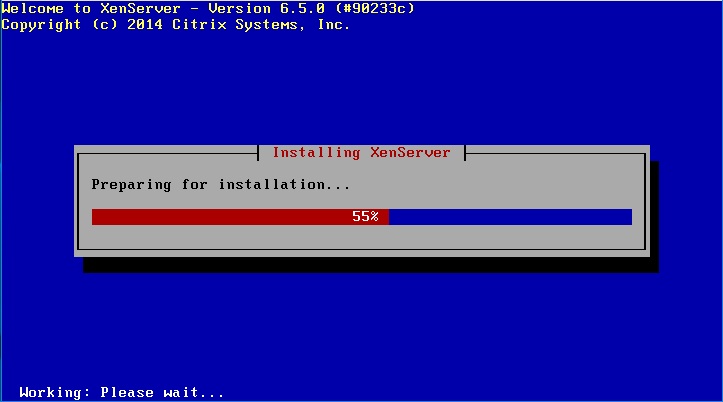 Welcome to XenServer - Version 6.5.0 (#90233c)
Copyright (c) 2014 Citrix Systems, Inc.
Installing XenServer
Preparing for installation...
55%
Working: Please wait...